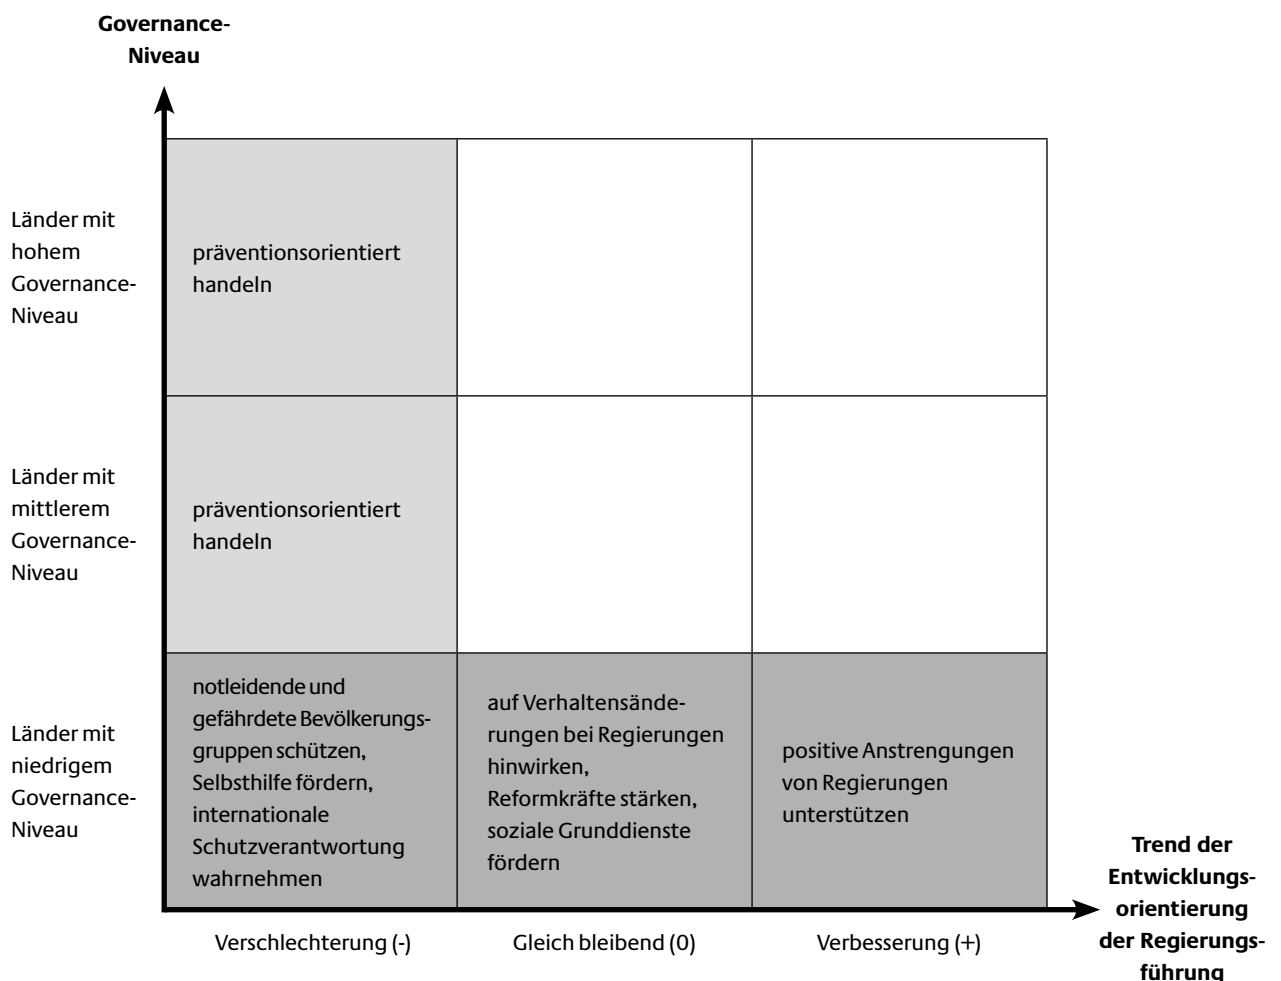 Governance-
Niveau
Länder mit
hohem
Governance-
Niveau
präventionsorientiert
handeln
Länder mit
mittlerem
Governance-
Niveau
präventionsorientiert
handeln
Länder mit
niedrigem
Governance-
Niveau
notleidende und
gefährdete Bevölkerungs-
gruppen schützen,
Selbsthilfe fördern,
internationale
Schutzverantwortung
wahrnehmen
auf Verhaltensände-
rungen bei Regierungen
hinwirken,
Reformkräfte stärken,
soziale Grunddienste
fördern
positive Anstrengungen
von Regierungen
unterstützen
Verschlechterung (-)
Gleich bleibend (0)
Verbesserung (+)
Trend der
Entwicklungs-
orientierung
der Regierungs-
führung